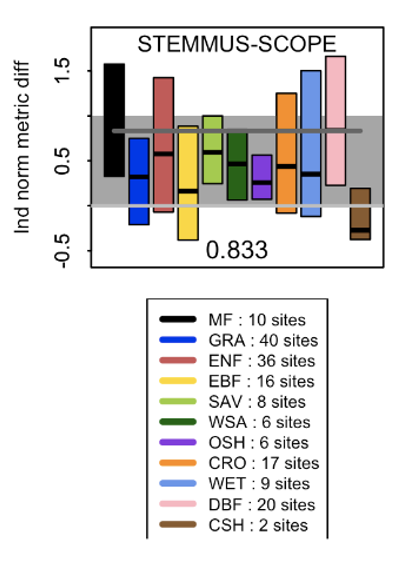 STEMMUS-SCOPE
Ind norm metric diff
1.5
0.5
-0.5
0.833
MF : 10 sites
GRA : 40 sites
ENF : 36 sites
EBF : 16 sites
SAV : 8 sites
WSA : 6 sites
OSH : 6 sites
CRO : 17 sites
WET : 9 sites
DBF : 20 sites
CSH : 2 sites